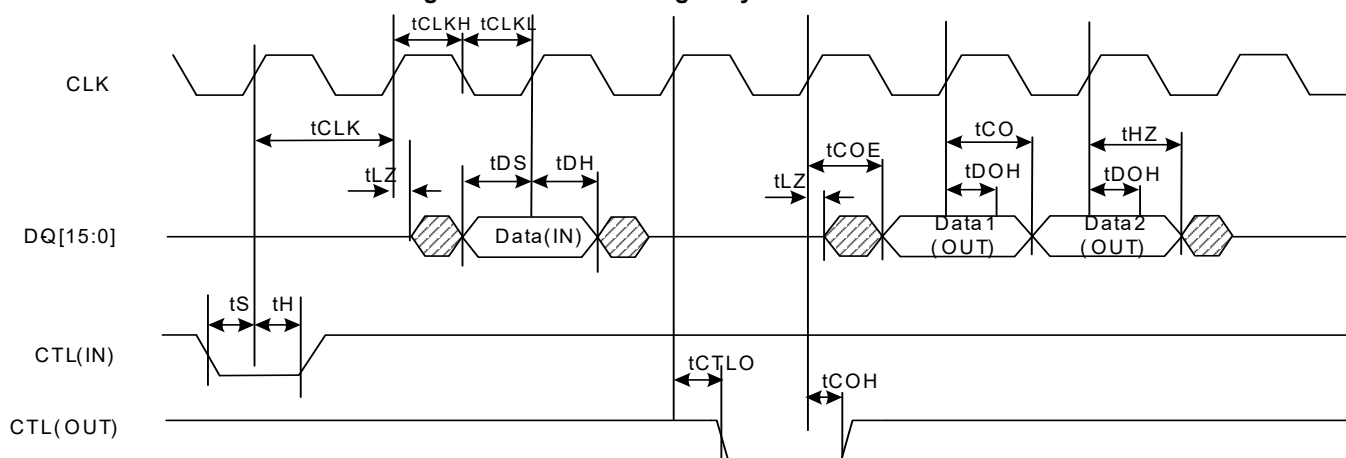 tCLKH tCLKL
CLK
tCLK
tCO
tHZ
tCOE
tDS
tDH
tLZ
tLZ
tDOH
tDOH
DQ[15:0]
Data(IN)
Data1
(OUT)
Data2
(OUT)
tS
tH
CTL(IN)
tCTLO
tCOH
CTL(OUT)